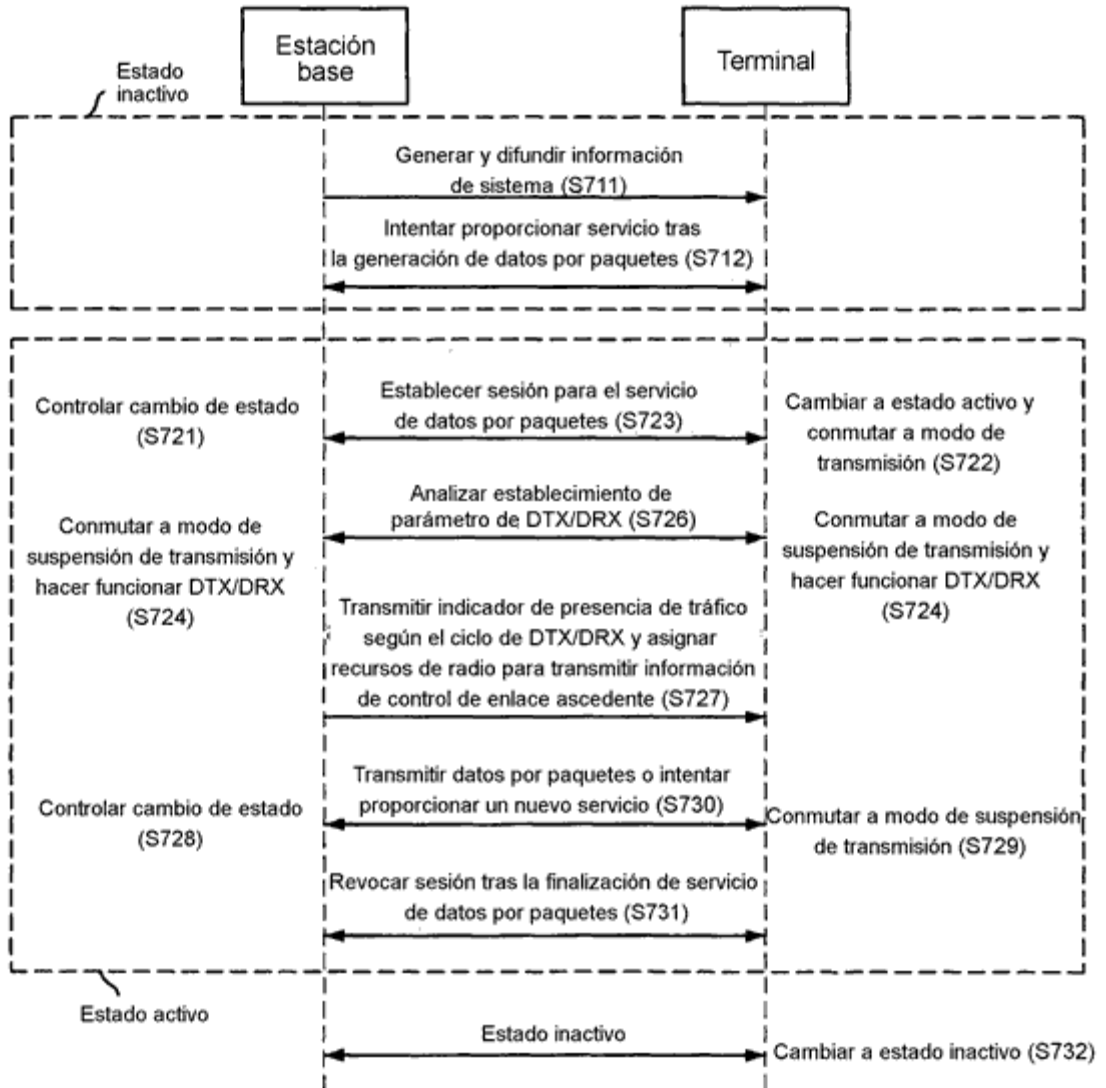 Estación
base
Terminal
Estado
inactivo
Generar y difundir información
de sistema (S711)
Intentar proporcionar servicio tras
la generación de datos por paquetes (S712)
Controlar cambio de estado
(S721)
Establecer sesión para el servicio
de datos por paquetes (S723)
Cambiar a estado activo y
conmutar a modo de
transmisión (S722)
Analizar establecimiento de
parámetro de DTX/DRX (S726)
Conmutar a modo de
suspensión de transmisión y
hacer funcionar DTX/DRX
(S724)
Conmutar a modo de
suspensión de transmisión y
hacer funcionar DTX/DRX
(S724)
Transmitir indicador de presencia de tráfico
según el ciclo de DTX/DRX y asignar
recursos de radio para transmitir información
de control de enlace ascedente (S727)
Controlar cambio de estado
(S728)
Transmitir datos por paquetes o intentar
proporcionar un nuevo servicio (S730)
Conmutar a modo de suspensión
de transmisión (S729)
Revocar sesión tras la finalización de servicio
de datos por paquetes (S731)
Estado activo
Estado inactivo
Cambiar a estado inactivo (S732)